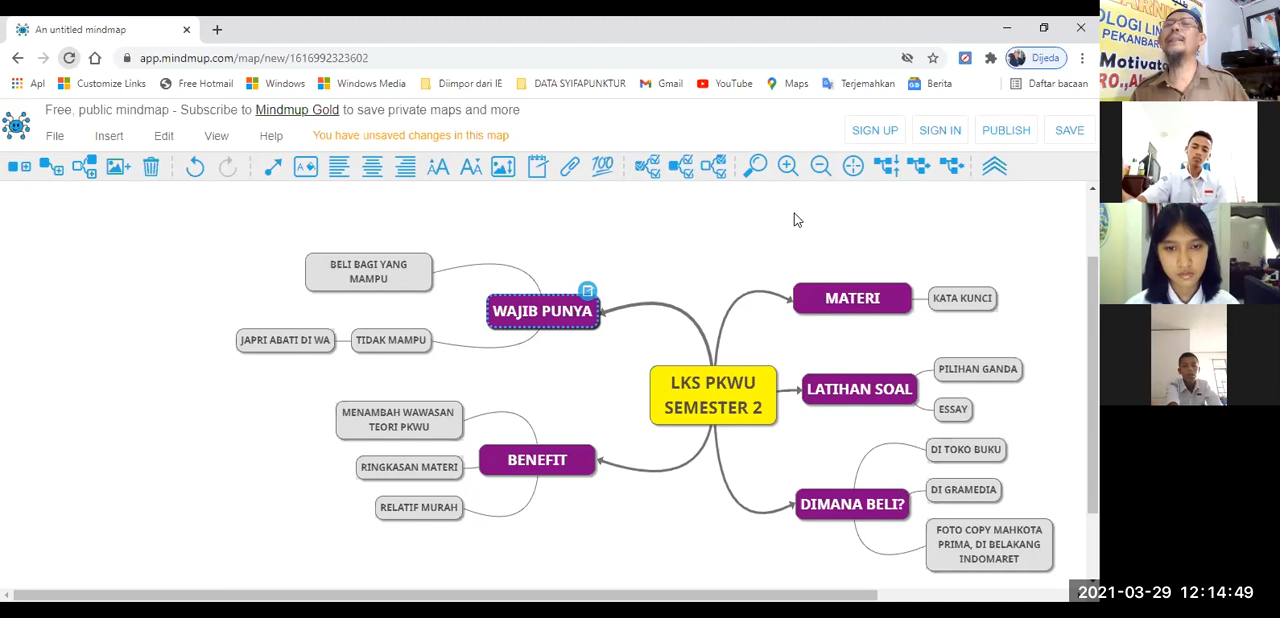 An untitled mindmap
app.mindmup.com/map/new/1616992323602
Dijeda
Apl
Customize Links
Free Hotmail
Windows
Windows Media
Diimpor dari IE
DATA SYIFAPUNKTUR
Gmail
YouTube
Maps
Terjemahkan
Berita
Daftar bacaan
Free, public mindmap - Subscribe to Mindmup Gold to save private maps and more
File
Insert
Edit
View
Help
You have unsaved changes in this map
SIGN UP
SIGN IN
PUBLISH
SAVE
BELI BAGI YANG
MAMPU
WAJIB PUNYA
JAPRI ABATI DI WA
TIDAK MAMPU
MENAMBAH WAWASAN
TEORI PKWU
BENEFIT
RINGKASAN MATERI
RELATIF MURAH
LKS PKWU
SEMESTER 2
MATERI
KATA KUNCI
LATIHAN SOAL
PILIHAN GANDA
ESSAY
DIMANA BELI?
DI TOKO BUKU
DI GRAMEDIA
FOTO COPY MAHKOTA
PRIMA, DI BELAKANG
INDOMARET
OLOGI LIN
PEKANBAR
Motivat
2021-03-29 12:14:49